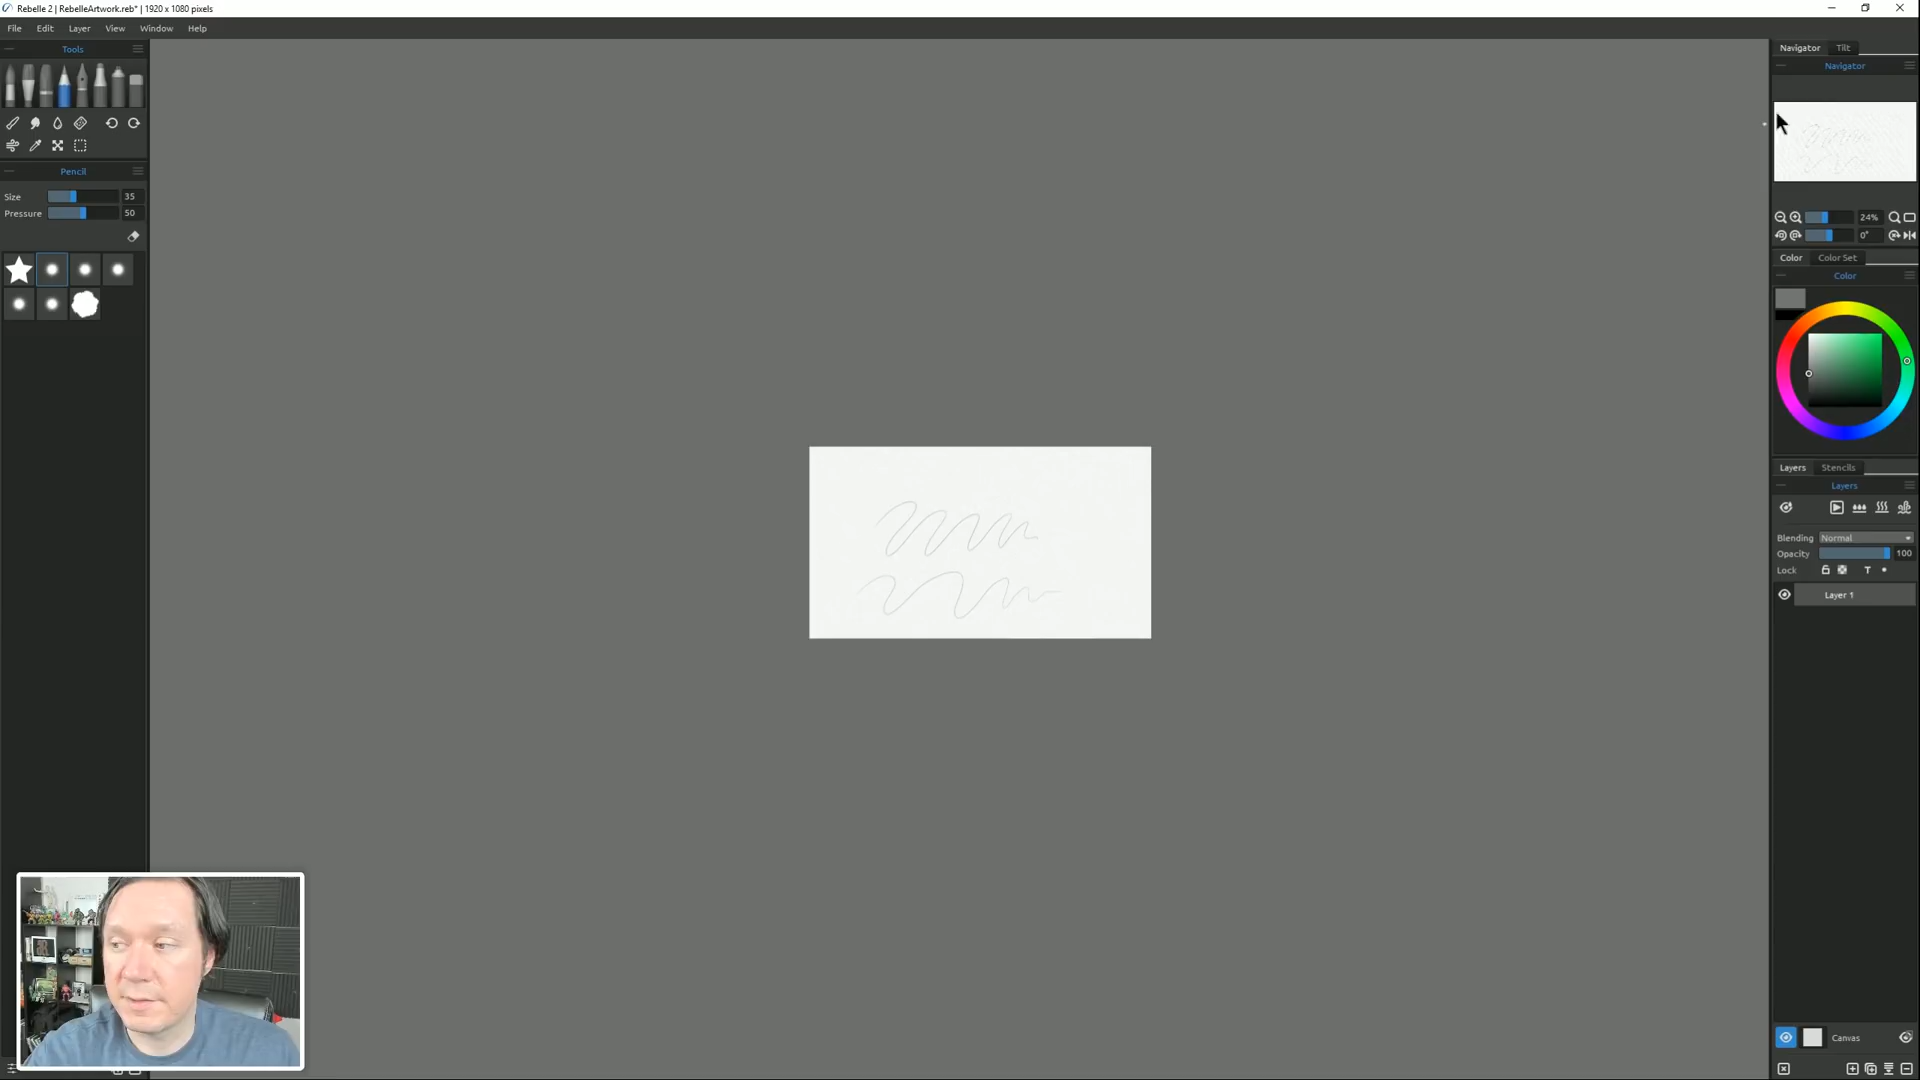 Rebelle 2 | RebelleArtwork.reb* | 1920 x 1080 pixels
File Edit Layer View Window Help
Tools
Pencil
Size 35
Pressure 50
Navigator Tilt
Navigator
24%
0°
Color Color Set
Color
Layers Stencils
Layers
Blending Normal
Opacity 100
Lock T
Layer 1
Canvas